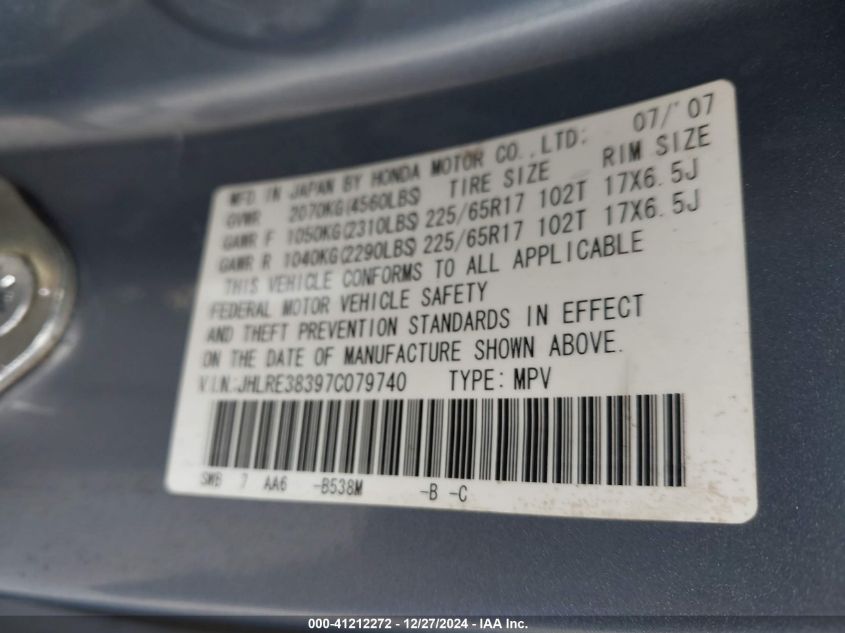 MFD. IN JAPAN BY HONDA MOTOR CO.,LTD: 07/'07
GVWR 2070KG(4560LBS) TIRE SIZE RIM SIZE
GAWR F 1050KG(2310LBS) 225/65R17 102T 17X6.5J
GAWR R 1040KG(2290LBS) 225/65R17 102T 17X6.5J
THIS VEHICLE CONFORMS TO ALL APPLICABLE
FEDERAL MOTOR VEHICLE SAFETY
AND THEFT PREVENTION STANDARDS IN EFFECT
ON THE DATE OF MANUFACTURE SHOWN ABOVE.
V.I.N:JHLRE38397C079740 TYPE: MPV
SWB 7 AA6 -B538M -B -C
000-41212272 - 12/27/2024 - IAA Inc.